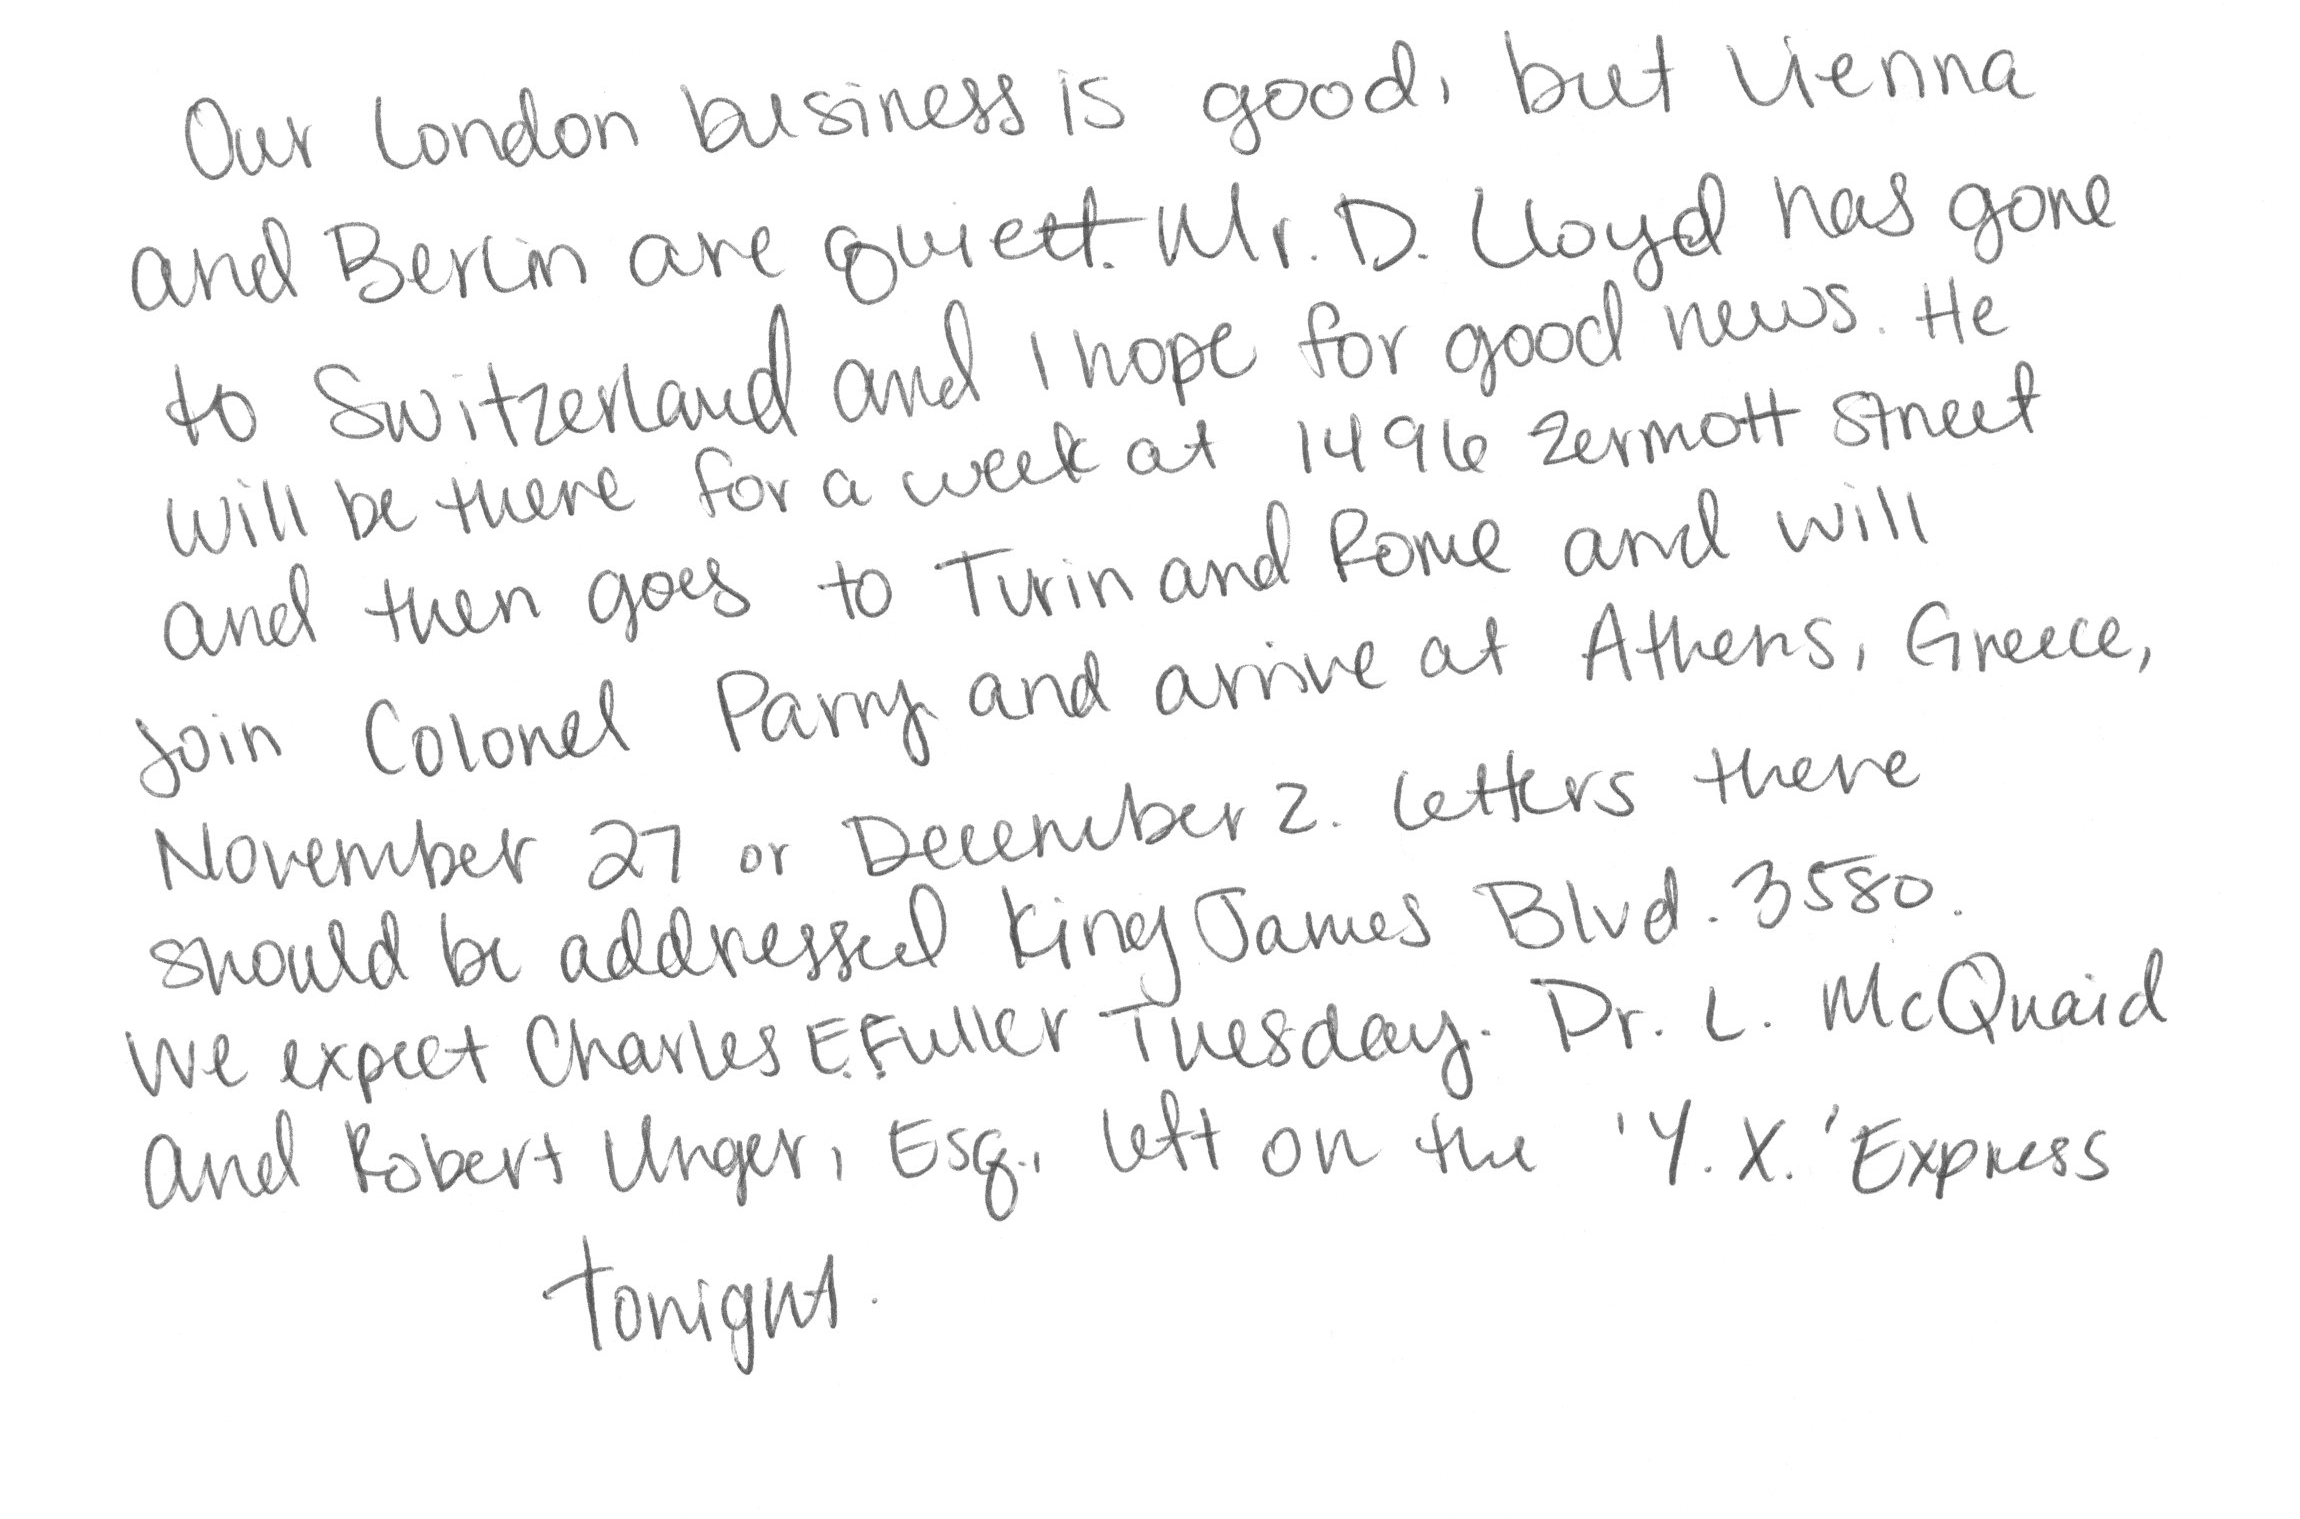 Our London business is good, but Vienna
and Berlin are quiett. Mr. D. Lloyd has gone
to Switzerland and I hope for good news. He
will be there for a week at 1496 Zermott Street
and then goes to Turin and Rome and will
join Colonel Parry and arrive at Athens, Greece,
November 27 or December 2. Letters there
should be addressed King James Blvd. 3580.
We expect Charles E. Fuller Tuesday. Dr. L. McQuaid
and Robert Unger, Esq., left on the 'Y. X.' Express
tonight.